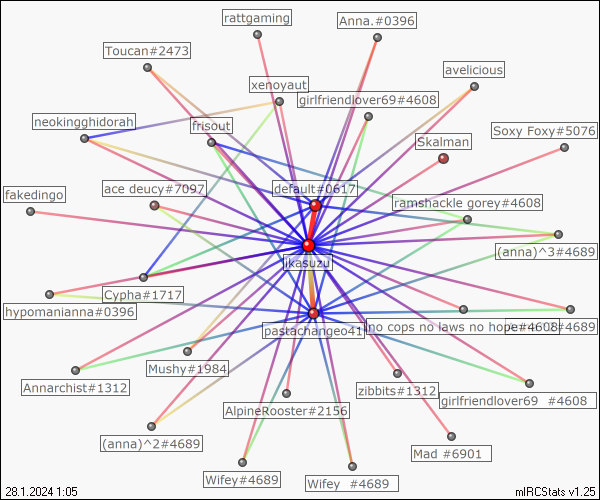 rattgaming
Anna.#0396
Toucan#2473
avelicious
xenoyaut
girlfriendlover69#4608
neokingghidorah
frisout
Soxy Foxy#5076
Skalman
ace deucy#7097
default#0617
fakedingo
ramshackle gorey#4608
(anna)^3#4689
jkasuzu
Cypha#1717
hypomanianna#0396
pastachangeo41
no cops no laws no hope#4608
#4689
Mushy#1984
Annarchist#1312
zibbits#1312
girlfriendlover69 #4608
AlpineRooster#2156
(anna)^2#4689
Mad #6901
Wifey#4689
Wifey #4689
28.1.2024 1:05
mIRCStats v1.25